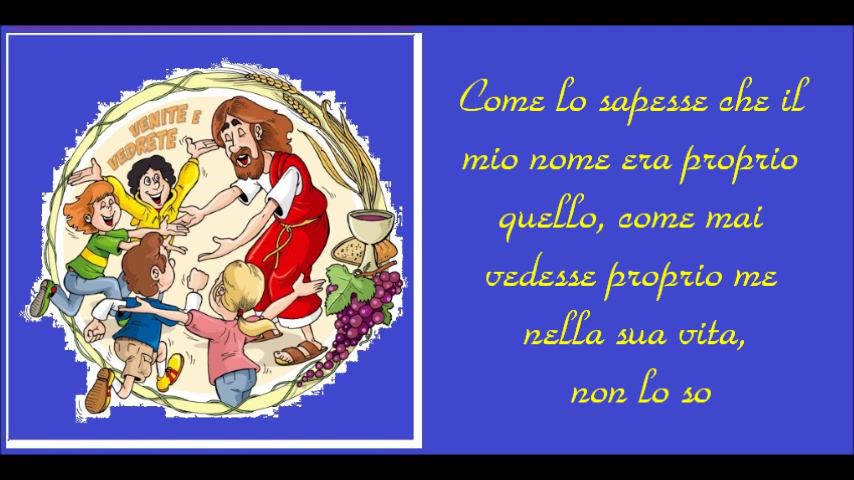 VENITE E
VEDRETE
Come lo sapesse che il
mio nome era proprio
quello, come mai
vedesse proprio me
nella sua vita,
non lo so